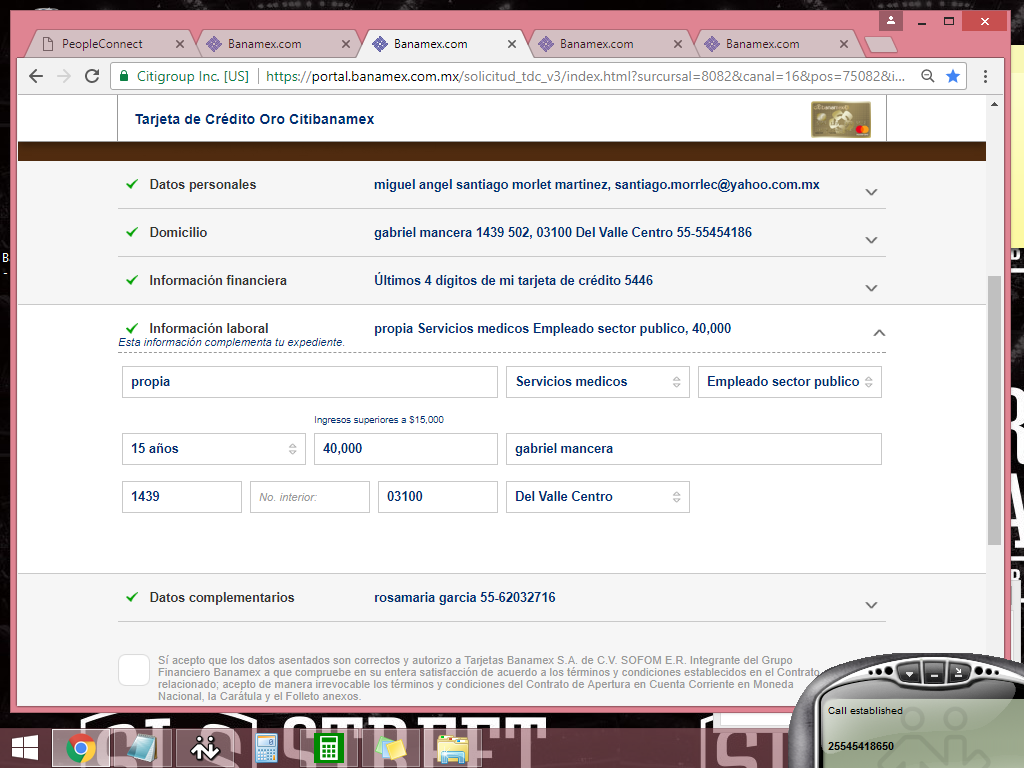 PeopleConnect
Banamex.com
Banamex.com
Banamex.com
Banamex.com
Citigroup Inc. [US]
https://portal.banamex.com.mx/solicitud_tdc_v3/index.html?surcursal=8082&canal=16&pos=75082&i...
Tarjeta de Crédito Oro Citibanamex
Datos personales
miguel angel santiago morlet martinez, santiago.morrlec@yahoo.com.mx
Domicilio
gabriel mancera 1439 502, 03100 Del Valle Centro 55-55454186
Información financiera
Últimos 4 dígitos de mi tarjeta de crédito 5446
Información laboral
propia Servicios medicos Empleado sector publico, 40,000
Esta información complementa tu expediente.
propia
Servicios medicos
Empleado sector publico
Ingresos superiores a $15,000
15 años
40,000
gabriel mancera
1439
No. interior:
03100
Del Valle Centro
Datos complementarios
rosamaria garcia 55-62032716
Sí acepto que los datos asentados son correctos y autorizo a Tarjetas Banamex S.A. de C.V. SOFOM E.R. Integrante del Grupo
Financiero Banamex a que compruebe en su entera satisfacción de acuerdo a los términos y condiciones establecidos en el Contrato
relacionado; acepto de manera irrevocable los términos y condiciones del Contrato de Apertura en Cuenta Corriente en Moneda
Nacional, la Carátula y el Folleto anexos.
Call established
25545418650
STREET